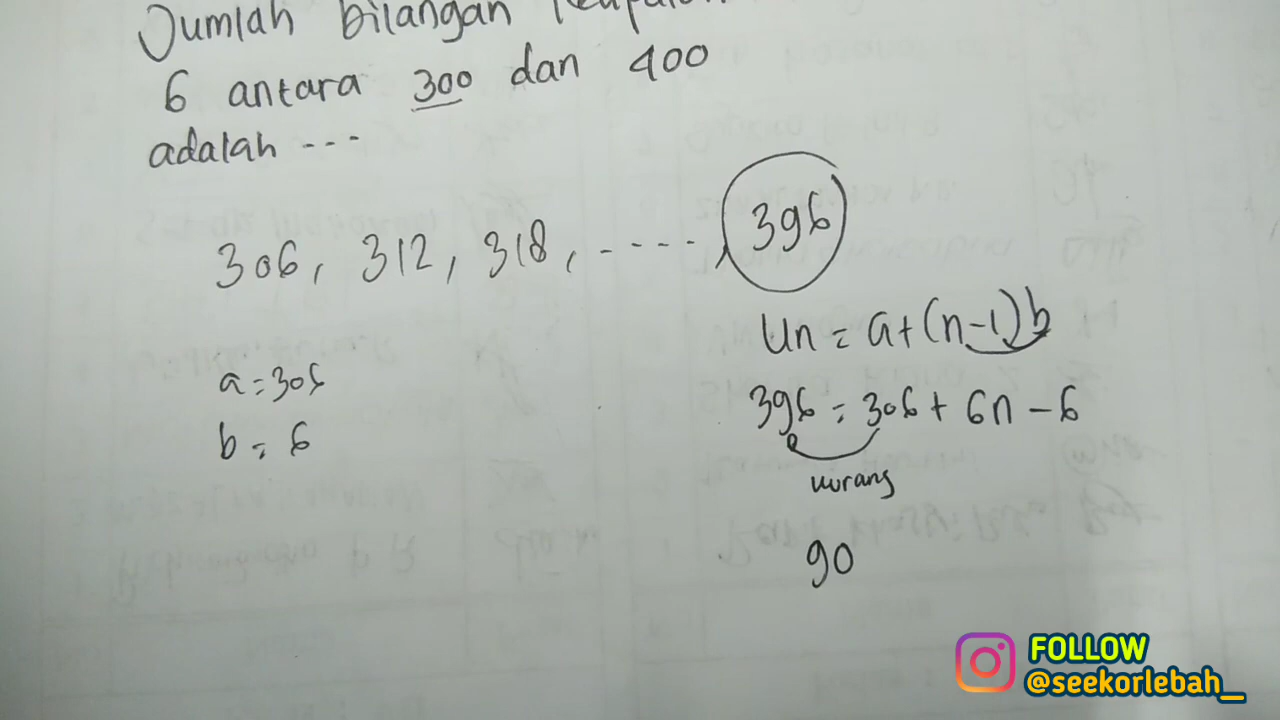 Jumlah bilangan
6 antara 300 dan 400
adalah ---
306, 312, 318, ----, 396
Un = a+(n-1)b
a=306
396 = 306 + 6n - 6
b = 6
kurang
90
FOLLOW
@seekorlebah_